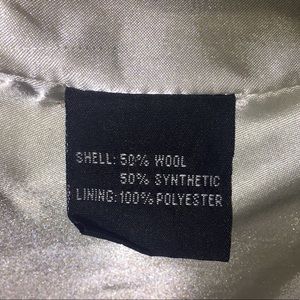 SHELL: 50% WOOL
50% SYNTHETIC
LINING: 100% POLYESTER